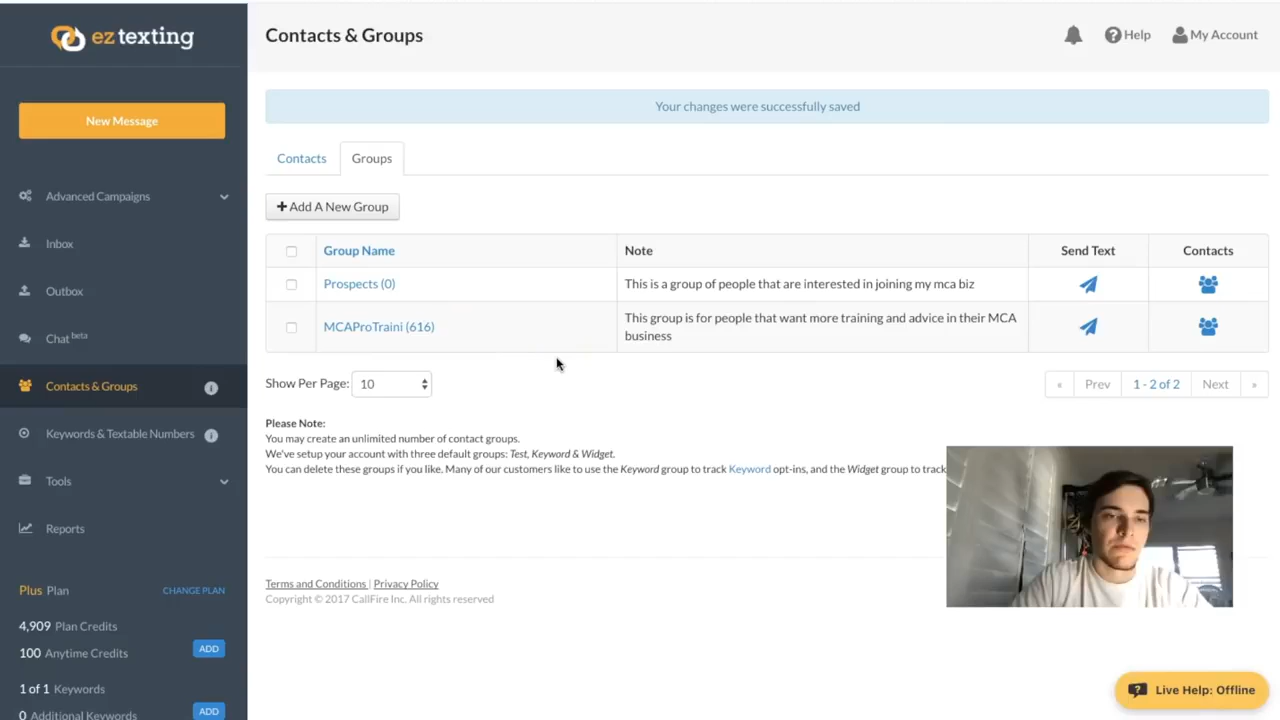 ez texting
Contacts & Groups
Help
My Account
New Message
Your changes were successfully saved
Contacts
Groups
Advanced Campaigns
Inbox
Outbox
Chat beta
Contacts & Groups
Keywords & Textable Numbers
Tools
Reports
Plus Plan
CHANGE PLAN
4,909 Plan Credits
100 Anytime Credits
ADD
1 of 1 Keywords
0 Additional Keywords
ADD
+ Add A New Group
Group Name
Note
Send Text
Contacts
Prospects (0)
This is a group of people that are interested in joining my mca biz
MCAProTraini (616)
This group is for people that want more training and advice in their MCA
business
Show Per Page: 10
« Prev 1 - 2 of 2 Next »
Please Note:
You may create an unlimited number of contact groups.
We've setup your account with three default groups: Test, Keyword & Widget.
You can delete these groups if you like. Many of our customers like to use the Keyword group to track Keyword opt-ins, and the Widget group to track
Terms and Conditions | Privacy Policy
Copyright © 2017 CallFire Inc. All rights reserved
Live Help: Offline